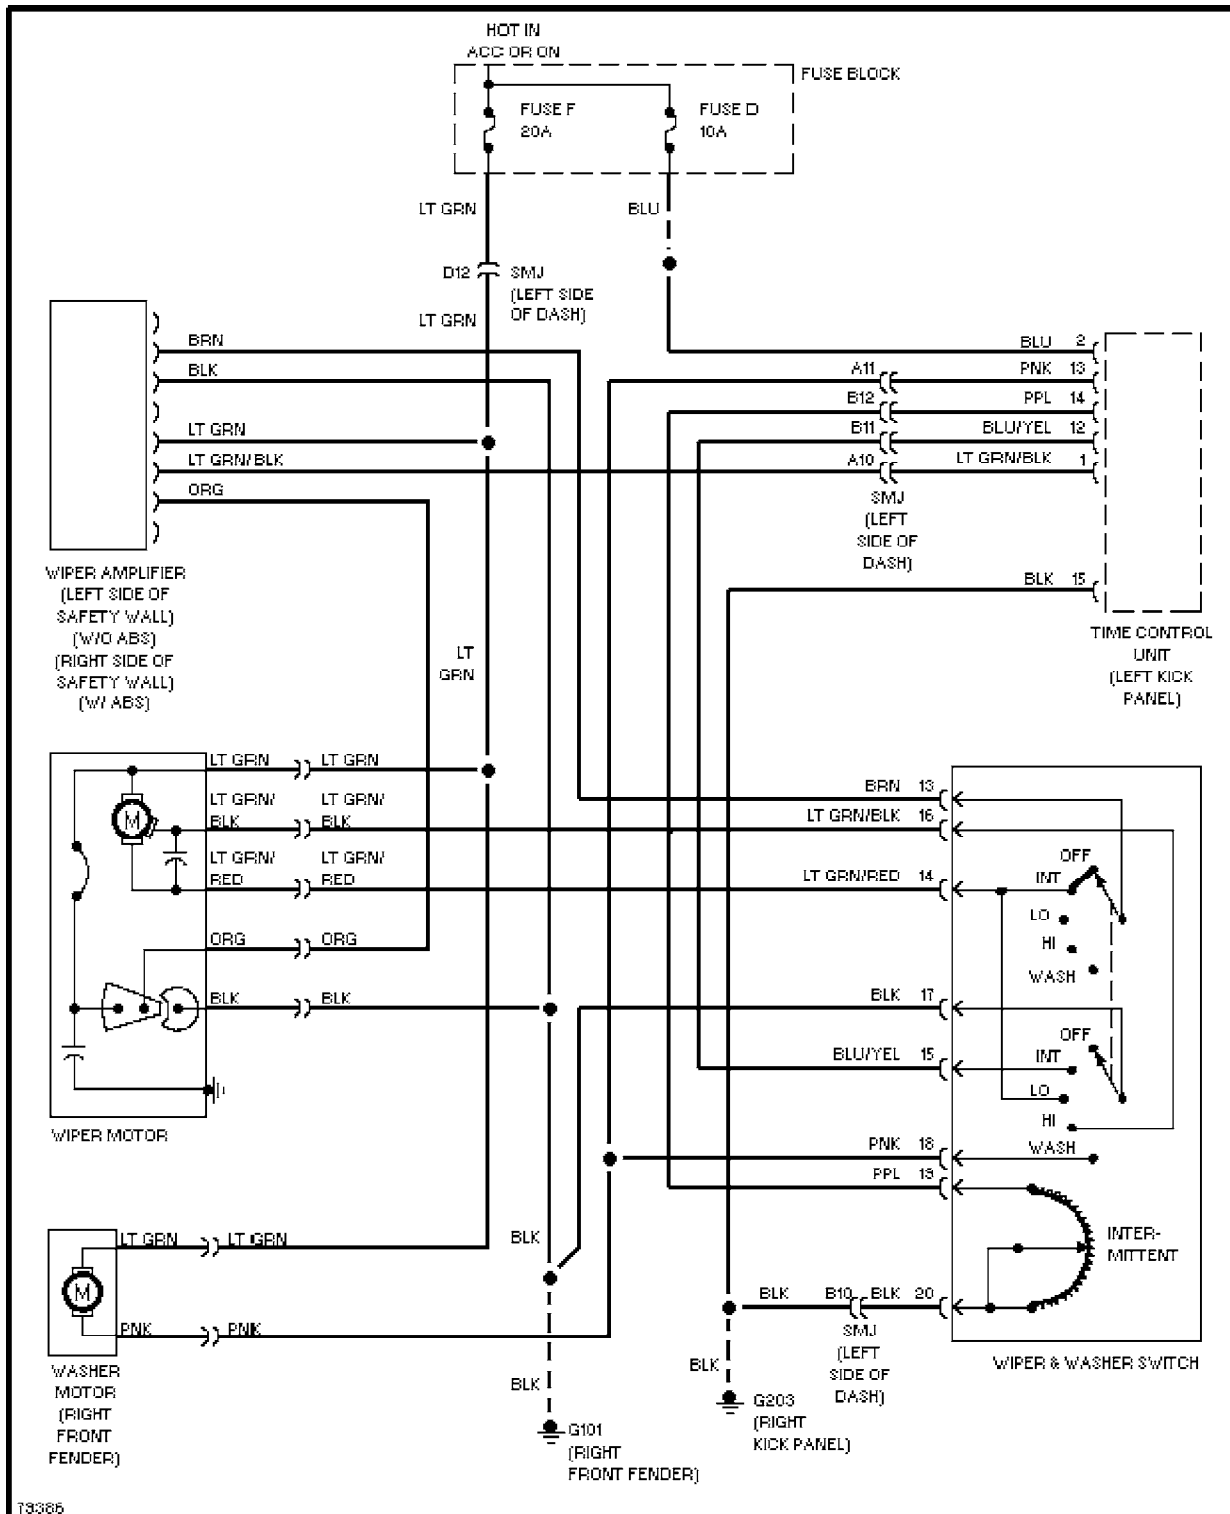 HOT IN
ACC OR ON
FUSE BLOCK
FUSE F
20A
FUSE D
10A
LT GRN
BLU
D12
SMJ
(LEFT SIDE
OF DASH)
LT GRN
BRN
BLK
LT GRN
LT GRN/BLK
ORG
BLU 2
A11 PNK 13
B12 PPL 14
B11 BLU/YEL 12
A10 LT GRN/BLK 1
SMJ
(LEFT
SIDE OF
DASH)
BLK 15
WIPER AMPLIFIER
(LEFT SIDE OF
SAFETY WALL)
(W/O ABS)
(RIGHT SIDE OF
SAFETY WALL)
(W/ ABS)
TIME CONTROL
UNIT
(LEFT KICK
PANEL)
LT
GRN
LT GRN LT GRN
LT GRN/ LT GRN/
BLK BLK
LT GRN/ LT GRN/
RED RED
ORG ORG
BLK BLK
M
WIPER MOTOR
BRN 13
LT GRN/BLK 16
LT GRN/RED 14
OFF
INT
LO
HI
WASH
BLK 17
BLU/YEL 15
OFF
INT
LO
HI
WASH
PNK 18
PPL 19
INTER-
MITTENT
BLK B10 BLK 20
SMJ
(LEFT
SIDE OF
DASH)
WIPER & WASHER SWITCH
LT GRN LT GRN
M
PNK PNK
WASHER
MOTOR
(RIGHT
FRONT
FENDER)
BLK
BLK
G101
(RIGHT
FRONT FENDER)
BLK
G203
(RIGHT
KICK PANEL)
79386